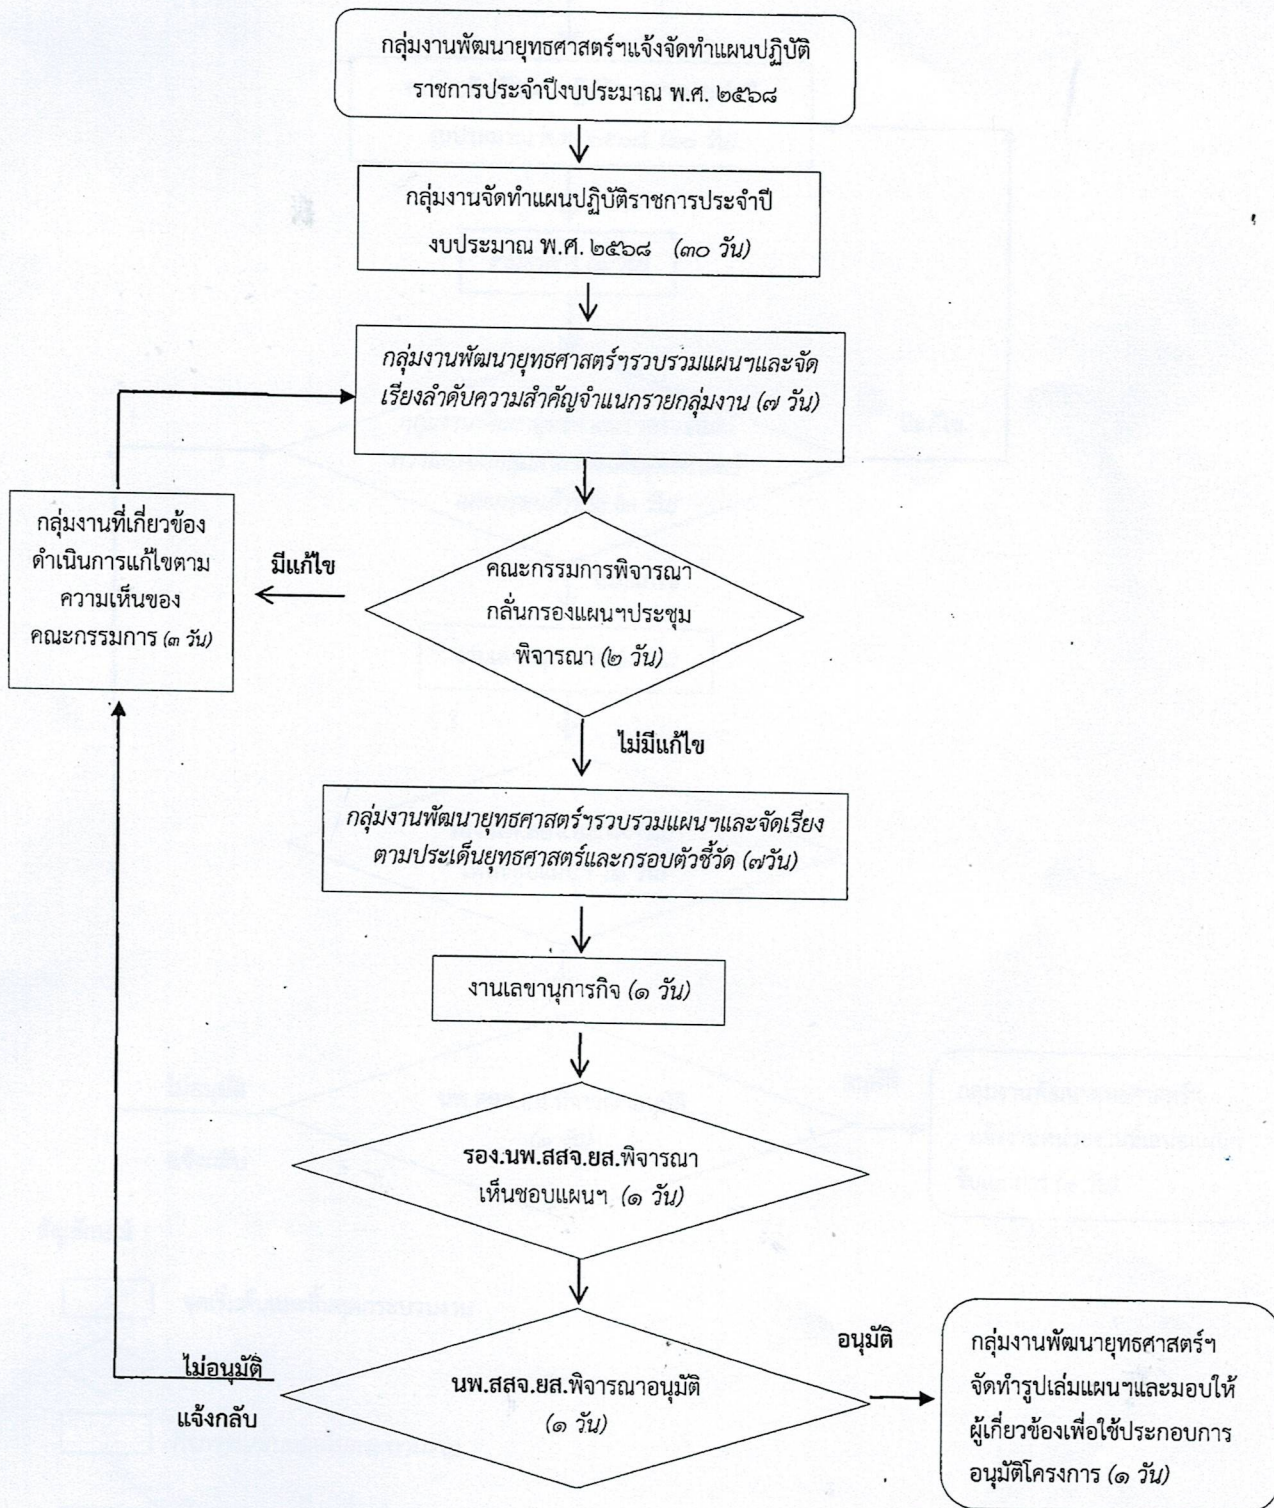 กลุ่มงานพัฒนายุทธศาสตร์ฯแจ้งจัดทำแผนปฏิบัติ
ราชการประจำปีงบประมาณ พ.ศ. ๒๕๖๘
กลุ่มงานจัดทำแผนปฏิบัติราชการประจำปี
งบประมาณ พ.ศ. ๒๕๖๘ (๓๐ วัน)
กลุ่มงานพัฒนายุทธศาสตร์ฯรวบรวมแผนฯและจัด
เรียงลำดับความสำคัญจำแนกรายกลุ่มงาน (๗ วัน)
กลุ่มงานที่เกี่ยวข้อง
ดำเนินการแก้ไขตาม
ความเห็นของ
คณะกรรมการ (๓ วัน)
มีแก้ไข
คณะกรรมการพิจารณา
กลั่นกรองแผนฯประชุม
พิจารณา (๒ วัน)
ไม่มีแก้ไข
กลุ่มงานพัฒนายุทธศาสตร์ฯรวบรวมแผนฯและจัดเรียง
ตามประเด็นยุทธศาสตร์และกรอบตัวชี้วัด (๗วัน)
งานเลขานุการกิจ (๑ วัน)
รอง.นพ.สสจ.ยส.พิจารณา
เห็นชอบแผนฯ (๑ วัน)
ไม่อนุมัติ
แจ้งกลับ
นพ.สสจ.ยส.พิจารณาอนุมัติ
(๑ วัน)
อนุมัติ
กลุ่มงานพัฒนายุทธศาสตร์ฯ
จัดทำรูปเล่มแผนฯและมอบให้
ผู้เกี่ยวข้องเพื่อใช้ประกอบการ
อนุมัติโครงการ (๑ วัน)